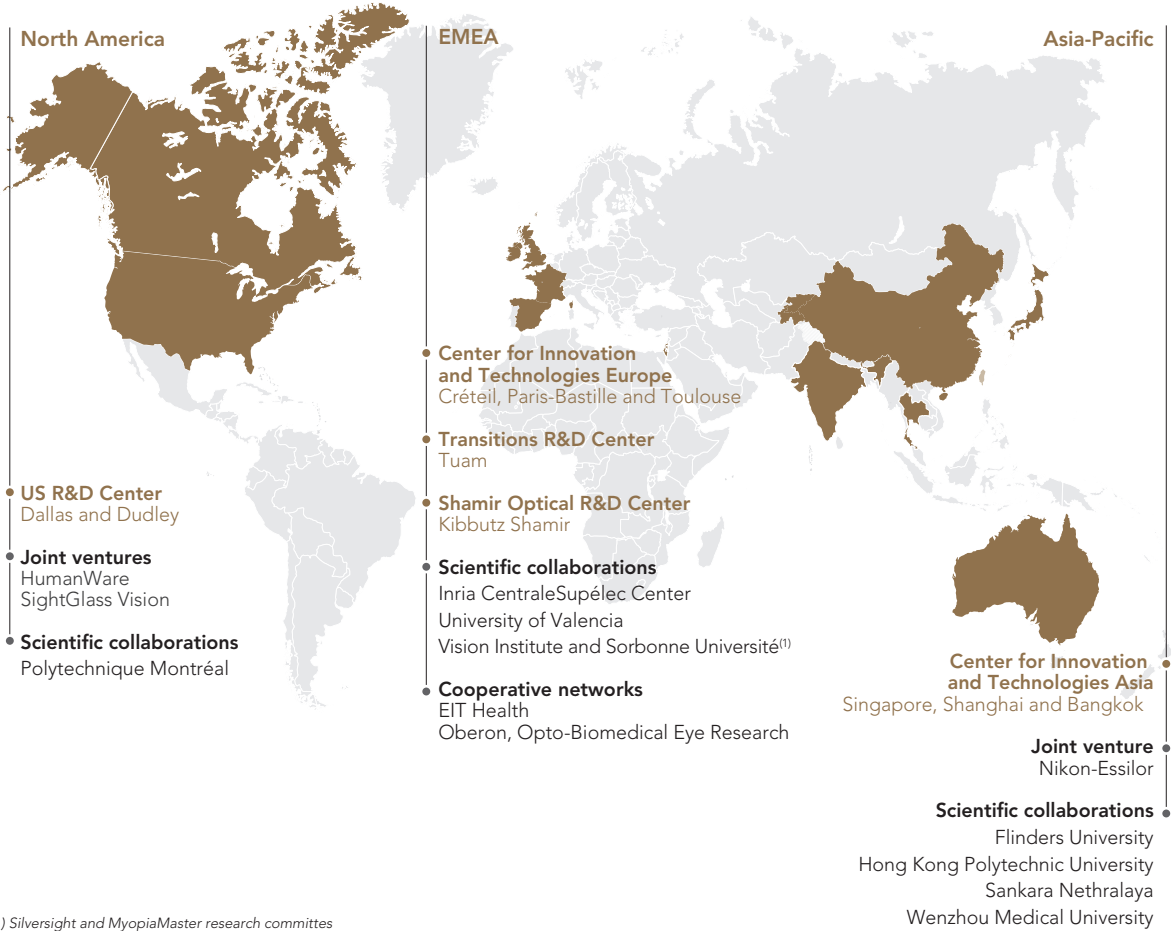 North America
US R&D Center
Dallas and Dudley
Joint ventures
HumanWare
SightGlass Vision
Scientific collaborations
Polytechnique Montréal
EMEA
Center for Innovation
and Technologies Europe
Créteil, Paris-Bastille and Toulouse
Transitions R&D Center
Tuam
Shamir Optical R&D Center
Kibbutz Shamir
Scientific collaborations
Inria CentraleSupélec Center
University of Valencia
Vision Institute and Sorbonne Université(1)
Cooperative networks
EIT Health
Oberon, Opto-Biomedical Eye Research
Asia-Pacific
Center for Innovation
and Technologies Asia
Singapore, Shanghai and Bangkok
Joint venture
Nikon-Essilor
Scientific collaborations
Flinders University
Hong Kong Polytechnic University
Sankara Nethralaya
Wenzhou Medical University
) Silversight and MyopiaMaster research committes